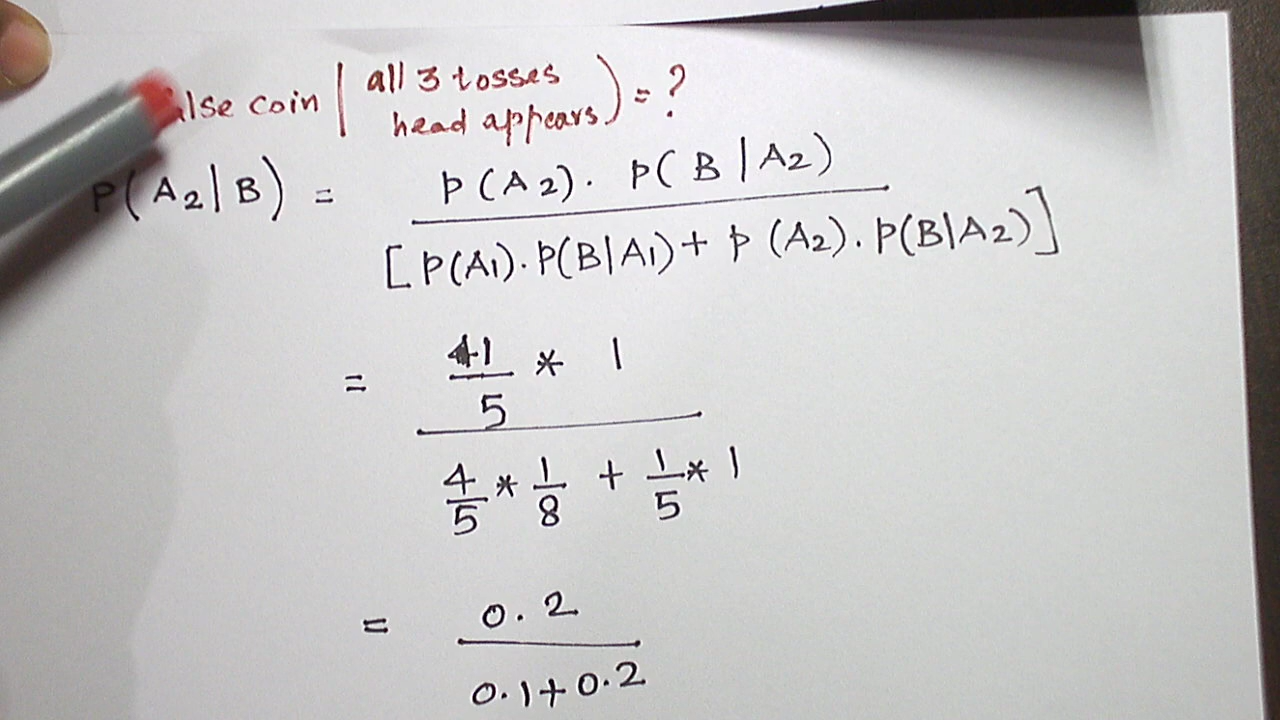 coin | all 3 tosses
head appears ) = ?
P(A2|B) = P(A2). P(B|A2)
[P(A1).P(B|A1)+ P(A2).P(B|A2)]
= 1/5 * 1
4/5 * 1/8 + 1/5 * 1
= 0.2
0.1+0.2